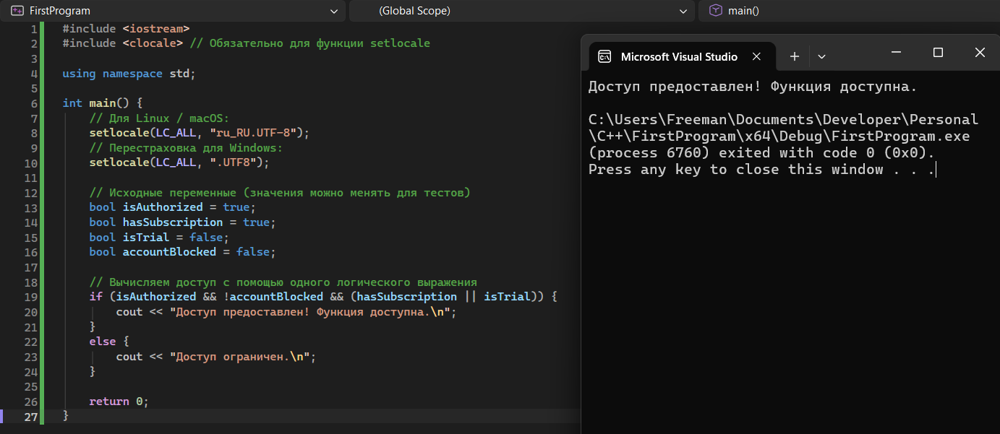 FirstProgram
(Global Scope)
main()
1 #include <iostream>
2 #include <clocale> // Обязательно для функции setlocale
3
4 using namespace std;
5
6 int main() {
7 // Для Linux / macOS:
8 setlocale(LC_ALL, "ru_RU.UTF-8");
9 // Перестраховка для Windows:
10 setlocale(LC_ALL, ".UTF8");
11
12 // Исходные переменные (значения можно менять для тестов)
13 bool isAuthorized = true;
14 bool hasSubscription = true;
15 bool isTrial = false;
16 bool accountBlocked = false;
17
18 // Вычисляем доступ с помощью одного логического выражения
19 if (isAuthorized && !accountBlocked && (hasSubscription || isTrial)) {
20 cout << "Доступ предоставлен! Функция доступна.\n";
21 }
22 else {
23 cout << "Доступ ограничен.\n";
24 }
25
26 return 0;
27 }
Microsoft Visual Studio
Доступ предоставлен! Функция доступна.
C:\Users\Freeman\Documents\Developer\Personal
\C++\FirstProgram\x64\Debug\FirstProgram.exe
(process 6760) exited with code 0 (0x0).
Press any key to close this window . . .